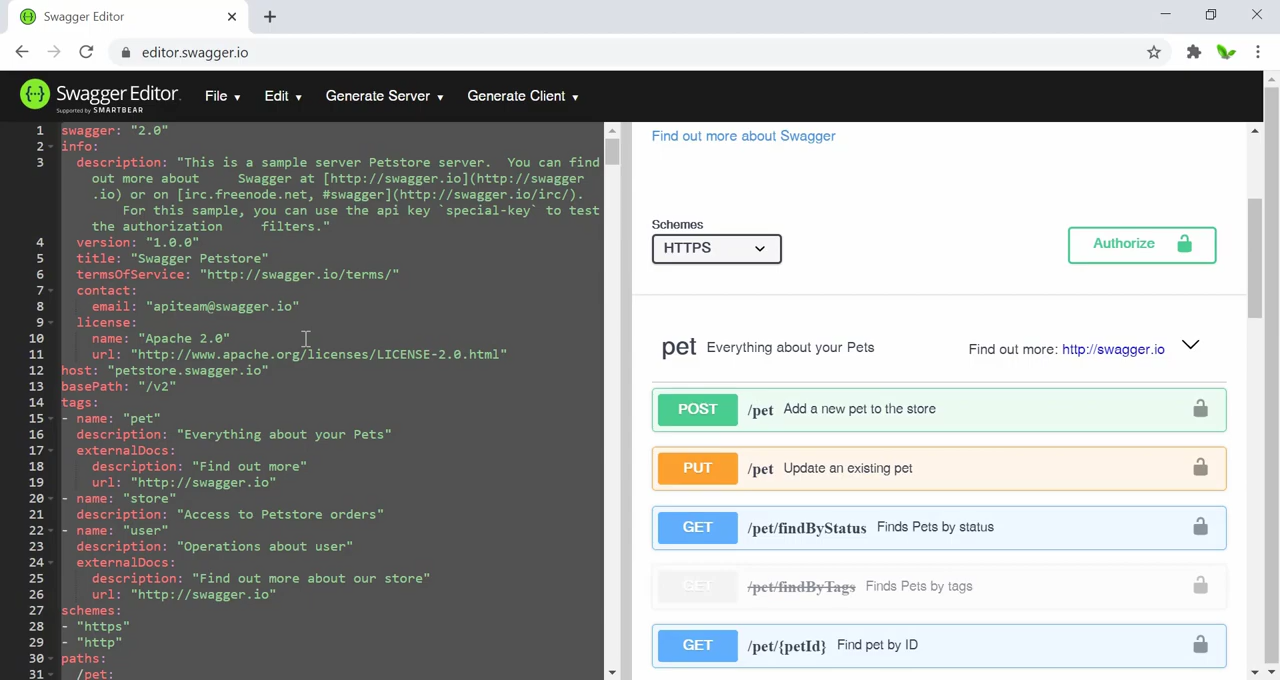 Swagger Editor
editor.swagger.io
Swagger Editor
Supported by SMARTBEAR
File
Edit
Generate Server
Generate Client
1 swagger: "2.0"
2 info:
3 description: "This is a sample server Petstore server.  You can find
out more about     Swagger at [http://swagger.io](http://swagger
.io) or on [irc.freenode.net, #swagger](http://swagger.io/irc/).
For this sample, you can use the api key `special-key` to test
the authorization     filters."
4 version: "1.0.0"
5 title: "Swagger Petstore"
6 termsOfService: "http://swagger.io/terms/"
7 contact:
8 email: "apiteam@swagger.io"
9 license:
10 name: "Apache 2.0"
11 url: "http://www.apache.org/licenses/LICENSE-2.0.html"
12 host: "petstore.swagger.io"
13 basePath: "/v2"
14 tags:
15 - name: "pet"
16 description: "Everything about your Pets"
17 externalDocs:
18 description: "Find out more"
19 url: "http://swagger.io"
20 - name: "store"
21 description: "Access to Petstore orders"
22 - name: "user"
23 description: "Operations about user"
24 externalDocs:
25 description: "Find out more about our store"
26 url: "http://swagger.io"
27 schemes:
28 - "https"
29 - "http"
30 paths:
31 /pet:
Find out more about Swagger
Schemes
HTTPS
Authorize
pet Everything about your Pets Find out more: http://swagger.io
POST /pet Add a new pet to the store
PUT /pet Update an existing pet
GET /pet/findByStatus Finds Pets by status
GET /pet/findByTags Finds Pets by tags
GET /pet/{petId} Find pet by ID